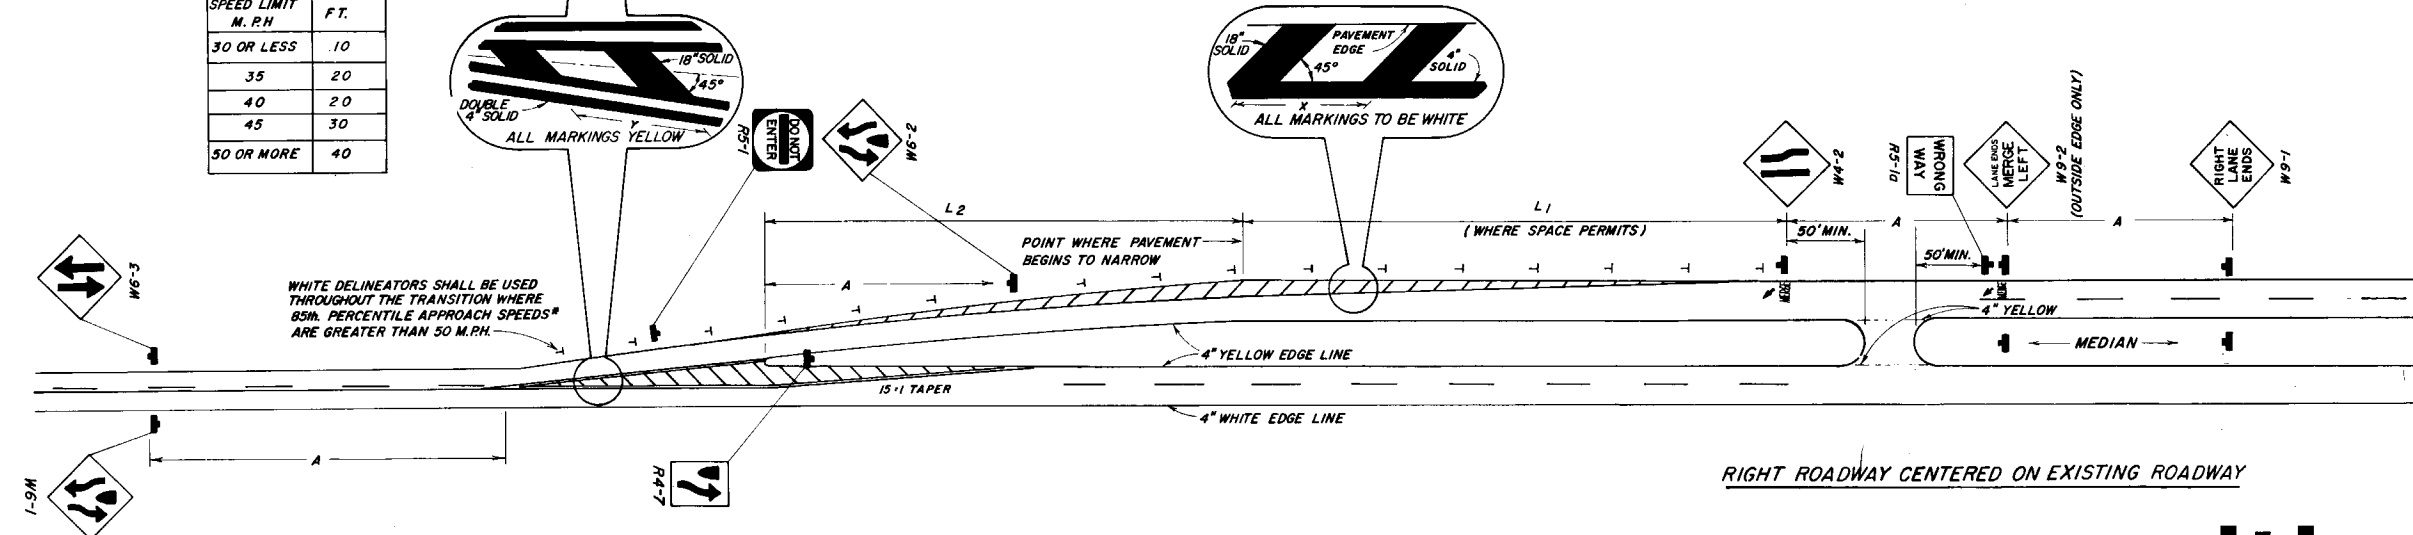 SPEED LIMIT
M.P.H
FT.
30 OR LESS
10
35
20
40
20
45
30
50 OR MORE
40
18" SOLID
45°
DOUBLE
4" SOLID
Y
ALL MARKINGS YELLOW
18"
SOLID
PAVEMENT
EDGE
45°
4"
SOLID
X
ALL MARKINGS TO BE WHITE
R5-1
DO NOT
ENTER
W6-2
W4-2
R5-1a
WRONG
WAY
LANE ENDS
MERGE
LEFT
W9-2
(OUTSIDE EDGE ONLY)
RIGHT
LANE
ENDS
W9-1
L2
L1
(WHERE SPACE PERMITS)
A
A
50' MIN.
50' MIN.
POINT WHERE PAVEMENT
BEGINS TO NARROW
A
W6-3
WHITE DELINEATORS SHALL BE USED
THROUGHOUT THE TRANSITION WHERE
85th. PERCENTILE APPROACH SPEEDS*
ARE GREATER THAN 50 M.P.H.
MERGE
MERGE
4" YELLOW
MEDIAN
4" YELLOW EDGE LINE
15:1 TAPER
4" WHITE EDGE LINE
A
W6-1
R4-7
RIGHT ROADWAY CENTERED ON EXISTING ROADWAY